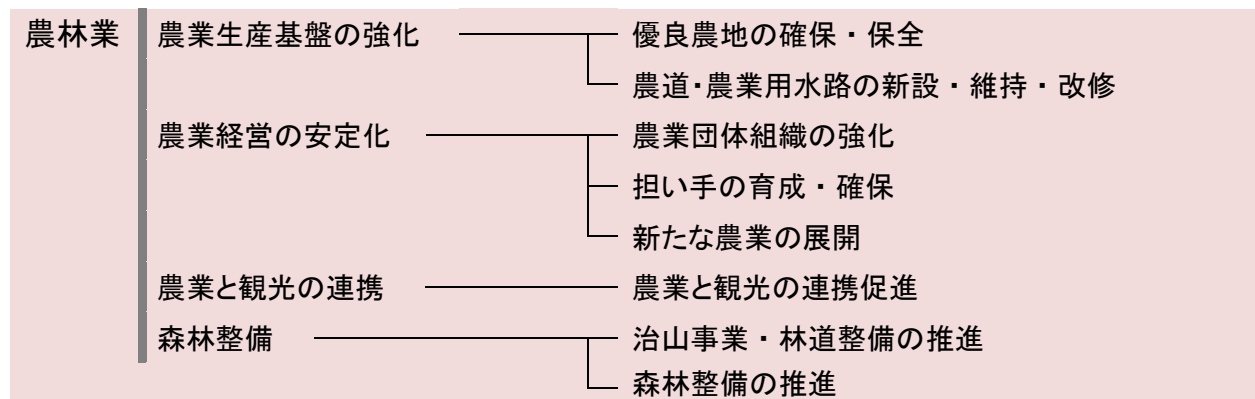 農林業 農業生産基盤の強化 優良農地の確保・保全
農道・農業用水路の新設・維持・改修
農業経営の安定化 農業団体組織の強化
担い手の育成・確保
新たな農業の展開
農業と観光の連携 農業と観光の連携促進
森林整備 治山事業・林道整備の推進
森林整備の推進